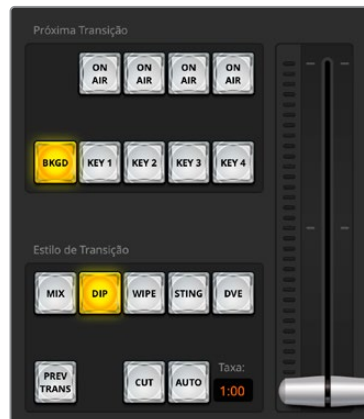 Próxima Transição
ON AIR
ON AIR
ON AIR
ON AIR
BKGD
KEY 1
KEY 2
KEY 3
KEY 4
Estilo de Transição
MIX
DIP
WIPE
STING
DVE
PREV TRANS
CUT
AUTO
Taxa:
1:00